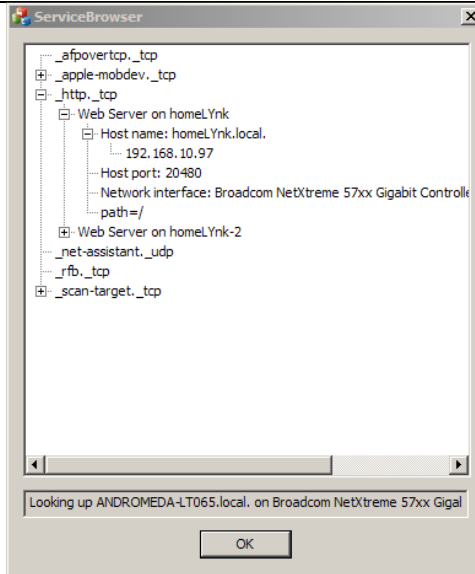 ServiceBrowser
_afpovertcp._tcp
_apple-mobdev._tcp
_http._tcp
Web Server on homeLYnk
Host name: homeLYnk.local.
192.168.10.97
Host port: 20480
Network interface: Broadcom NetXtreme 57xx Gigabit Controlle
path=/
Web Server on homeLYnk-2
_net-assistant._udp
_rfb._tcp
_scan-target._tcp
Looking up ANDROMEDA-LT065.local. on Broadcom NetXtreme 57xx Gigal
OK